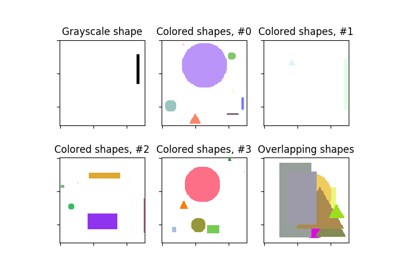 Grayscale shape
Colored shapes, #0
Colored shapes, #1
Colored shapes, #2
Colored shapes, #3
Overlapping shapes